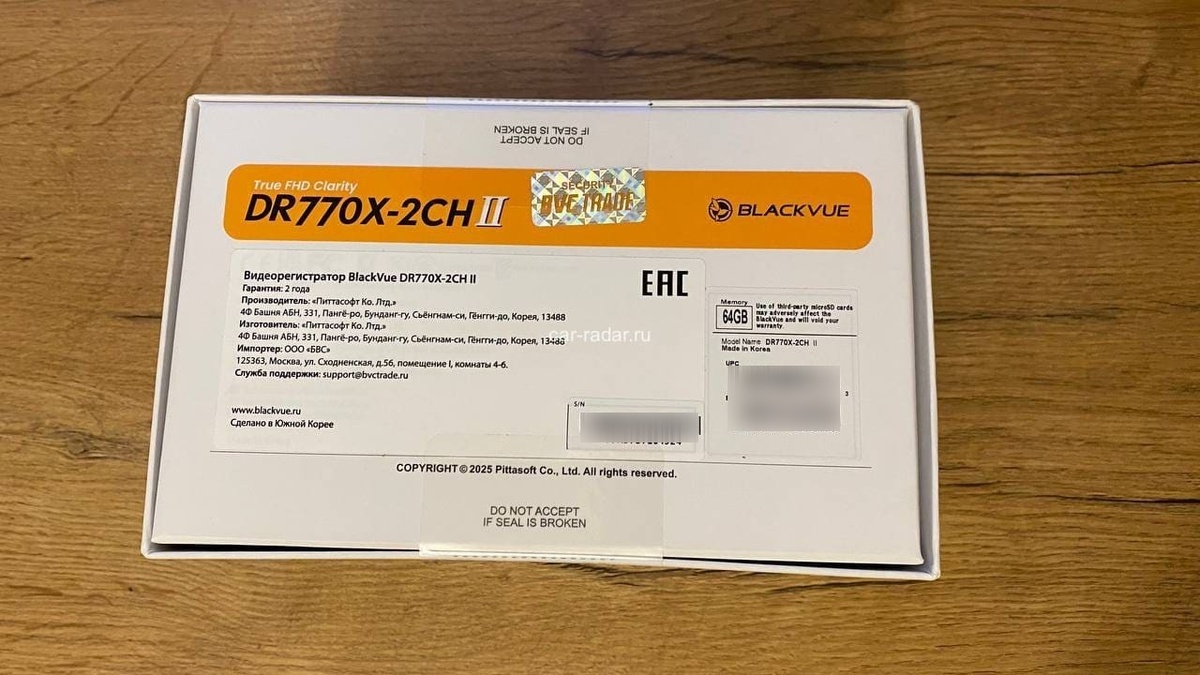 DO NOT ACCEPT
IF SEAL IS BROKEN
True FHD Clarity
DR770X-2CH II
SECURITY
BVC TRADE
BLACKVUE
Видеорегистратор BlackVue DR770X-2CH II
Гарантия: 2 года
Производитель: «Питтасофт Ко. Лтд.»
4Ф Башня АБН, 331, Пангё-ро, Бунданг-гу, Сьёнгнам-си, Гёнгги-до, Корея, 13488
Изготовитель: «Питтасофт Ко. Лтд.»
4Ф Башня АБН, 331, Пангё-ро, Бунданг-гу, Сьёнгнам-си, Гёнгги-до, Корея, 13488
Импортер: ООО «БВС»
125363, Москва, ул. Сходненская, д.56, помещение I, комнаты 4-6.
Служба поддержки: support@bvctrade.ru
www.blackvue.ru
Сделано в Южной Корее
EAC
car-radar.ru
Memory
64GB
Use of third-party microSD cards
may adversely affect the
BlackVue and will void your
warranty.
Model Name DR770X-2CH II
Made in Korea
UPC
3
S/N
COPYRIGHT © 2025 Pittasoft Co., Ltd. All rights reserved.
DO NOT ACCEPT
IF SEAL IS BROKEN